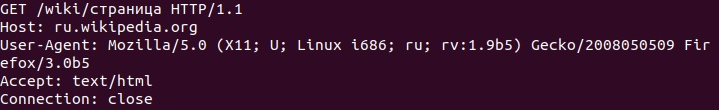 GET /wiki/страница HTTP/1.1
Host: ru.wikipedia.org
User-Agent: Mozilla/5.0 (X11; U; Linux i686; ru; rv:1.9b5) Gecko/2008050509 Fir
efox/3.0b5
Accept: text/html
Connection: close